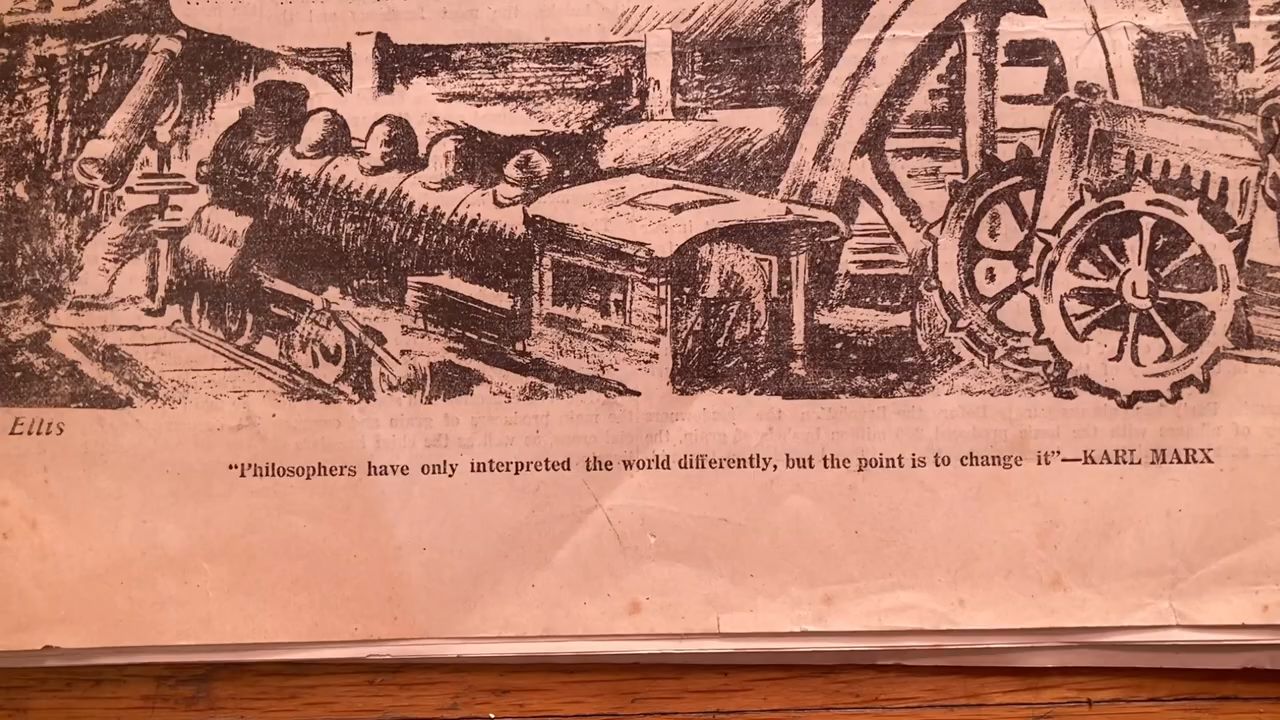 Ellis
“Philosophers have only interpreted the world differently, but the point is to change it”—KARL MARX